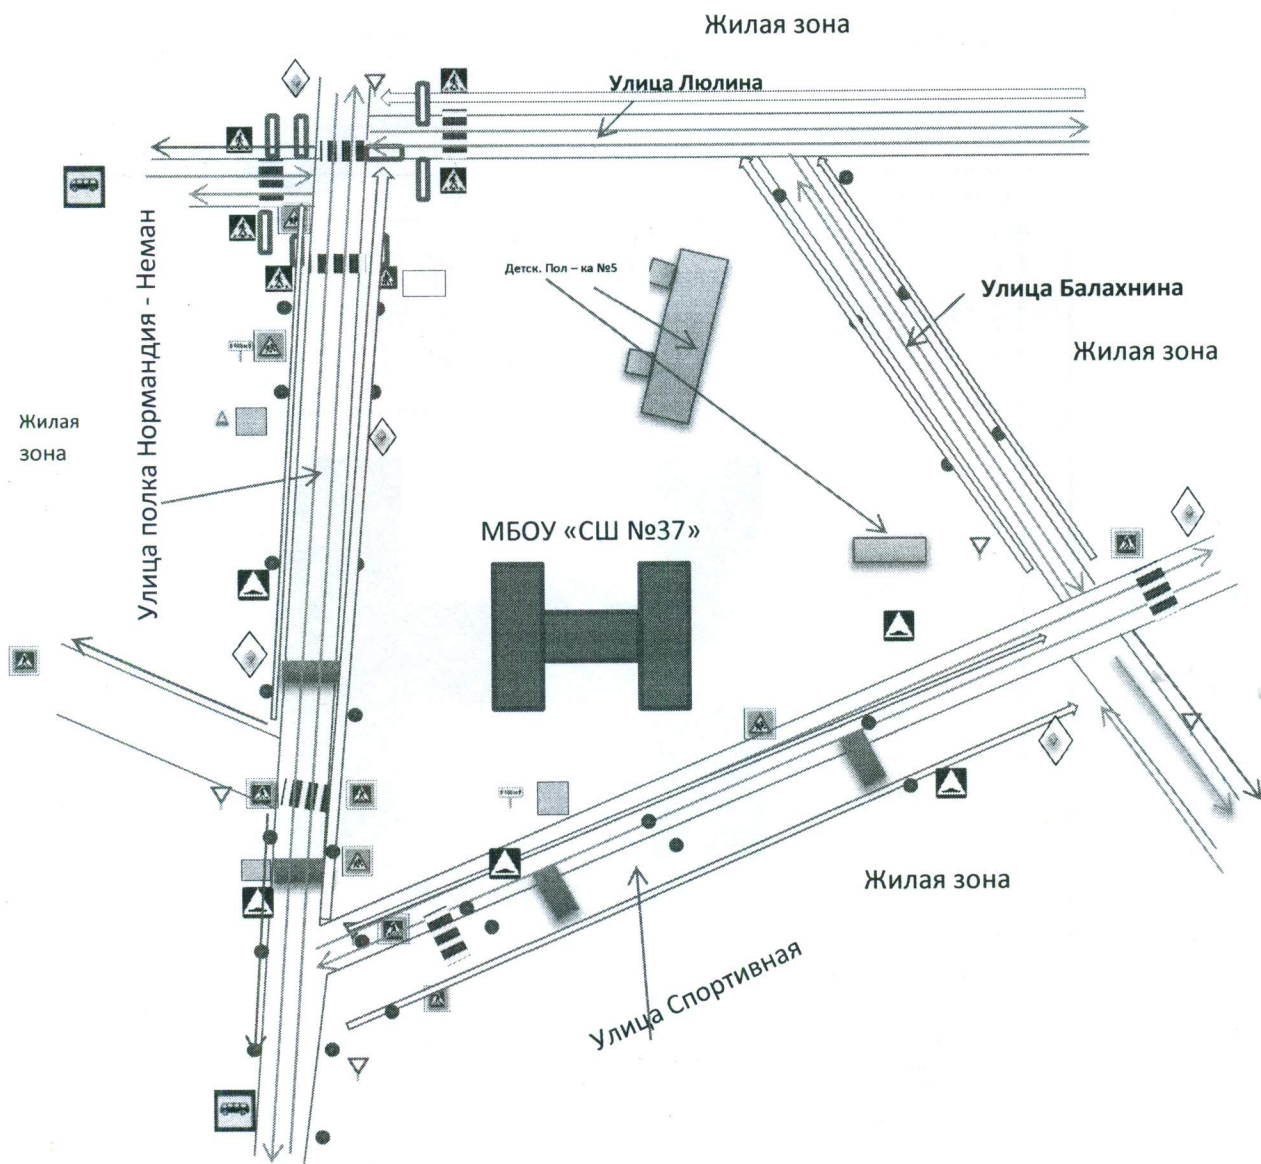 Жилая зона
Улица Люлина
Улица полка Нормандия - Неман
Детск. Пол – ка №5
Улица Балахнина
Жилая зона
Жилая
зона
МБОУ «СШ №37»
Жилая зона
Улица Спортивная